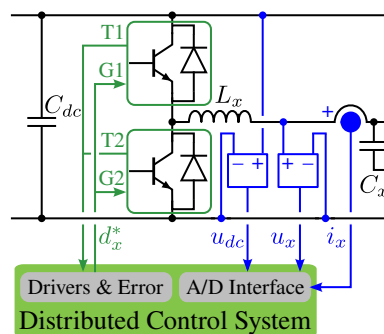 T1
G1
C_dc
L_x
+
T2
- +
+ -
G2
C_x
d_x^*
u_dc
u_x
i_x
Drivers & Error
A/D Interface
Distributed Control System